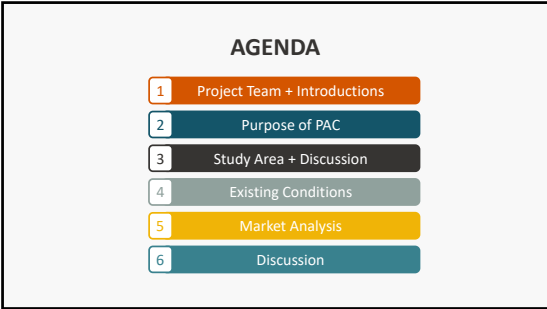 AGENDA
1 Project Team + Introductions
2 Purpose of PAC
3 Study Area + Discussion
4 Existing Conditions
5 Market Analysis
6 Discussion